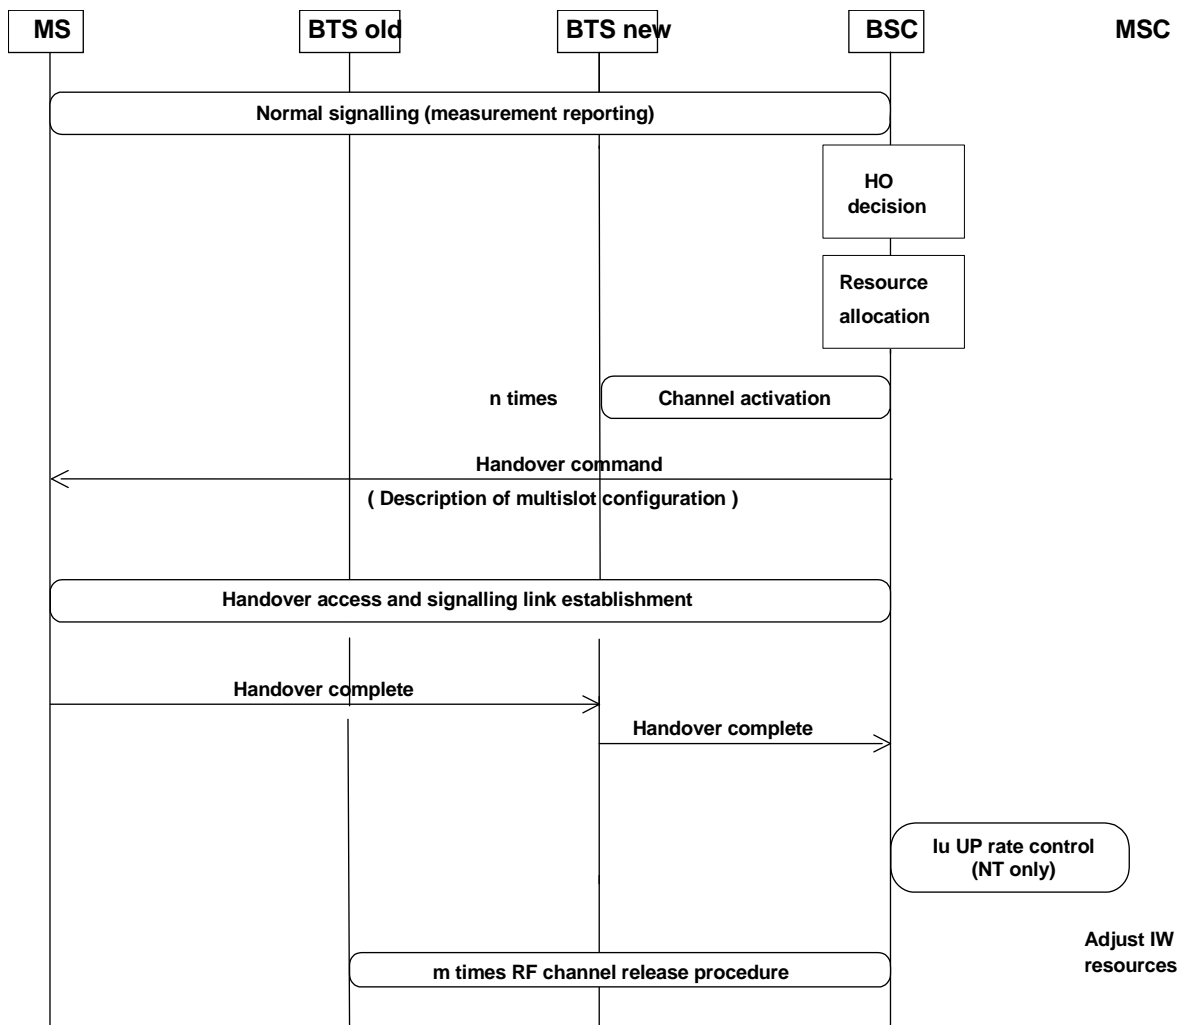 MS
BTS old
BTS new
BSC
MSC
Normal signalling (measurement reporting)
HO
decision
Resource
allocation
n times
Channel activation
Handover command
( Description of multislot configuration )
Handover access and signalling link establishment
Handover complete
Handover complete
Iu UP rate control
(NT only)
Adjust IW
resources
m times RF channel release procedure